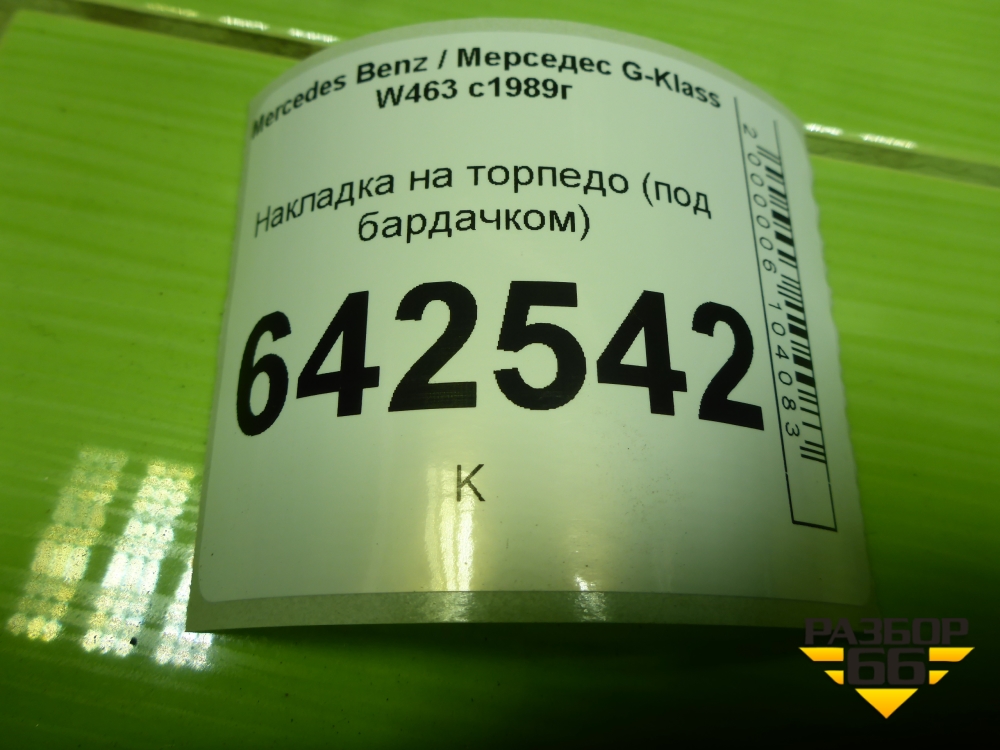 Mercedes Benz / Мерседес G-Klass
W463 с1989г
Накладка на торпедо (под
бардачком)
642542
К
2000006104083
РАЗБОР
66